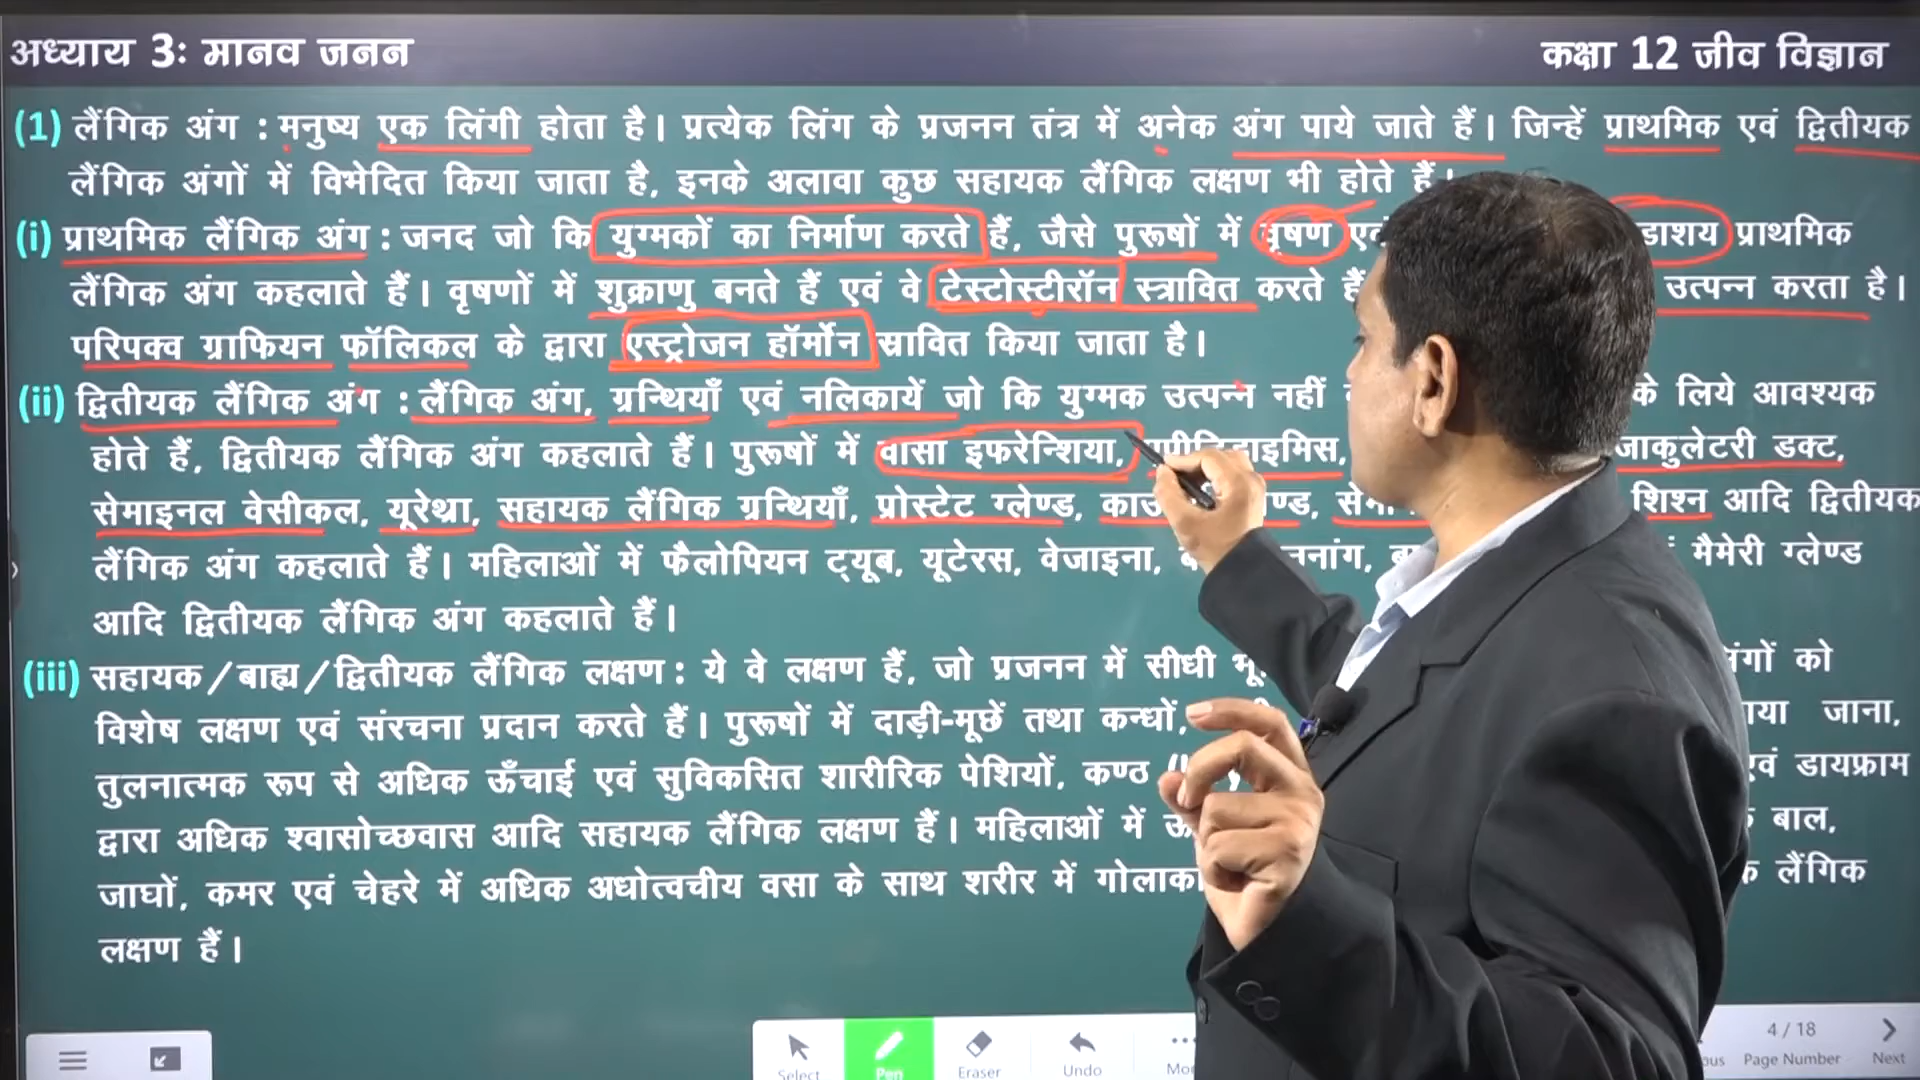 अध्याय 3ः मानव जनन
कक्षा 12 जीव विज्ञान
(1) लैंगिक अंग : मनुष्य एक लिंगी होता है। प्रत्येक लिंग के प्रजनन तंत्र में अनेक अंग पाये जाते हैं। जिन्हें प्राथमिक एवं द्वितीयक
लैंगिक अंगों में विभेदित किया जाता है, इनके अलावा कुछ सहायक लैंगिक लक्षण भी होते हैं।
(i) प्राथमिक लैंगिक अंग : जनद जो कि युग्मकों का निर्माण करते हैं, जैसे पुरूषों में वृषण डाशय प्राथमिक
लैंगिक अंग कहलाते हैं। वृषणों में शुक्राणु बनते हैं एवं वे टेस्टोस्टीरॉन स्त्रावित करते हैं उत्पन्न करता है।
परिपक्व ग्राफियन फॉलिकल के द्वारा एस्ट्रोजन हॉर्मोन स्रावित किया जाता है।
(ii) द्वितीयक लैंगिक अंग : लैंगिक अंग, ग्रन्थियाँ एवं नलिकायें जो कि युग्मक उत्पन्न नहीं के लिये आवश्यक
होते हैं, द्वितीयक लैंगिक अंग कहलाते हैं। पुरूषों में वासा इफरेन्शिया, जाकुलेटरी डक्ट,
सेमाइनल वेसीकल, यूरेथ्रा, सहायक लैंगिक ग्रन्थियाँ, प्रोस्टेट ग्लेण्ड, शिश्न आदि द्वितीयक
लैंगिक अंग कहलाते हैं। महिलाओं में फैलोपियन ट्यूब, यूटेरस, वेजाइना, मैमेरी ग्लेण्ड
आदि द्वितीयक लैंगिक अंग कहलाते हैं।
(iii) सहायक/बाह्य/द्वितीयक लैंगिक लक्षण : ये वे लक्षण हैं, जो प्रजनन में सीधी को
विशेष लक्षण एवं संरचना प्रदान करते हैं। पुरूषों में दाड़ी-मूछें तथा कन्धों, जाना,
तुलनात्मक रूप से अधिक ऊँचाई एवं सुविकसित शारीरिक पेशियों, कण्ठ एवं डायफ्राम
द्वारा अधिक श्वासोच्छवास आदि सहायक लैंगिक लक्षण हैं। महिलाओं में बाल,
जाघों, कमर एवं चेहरे में अधिक अधोत्वचीय वसा के साथ शरीर में लैंगिक
लक्षण हैं।
Select Pen Eraser Undo 4 / 18 Page Number Next